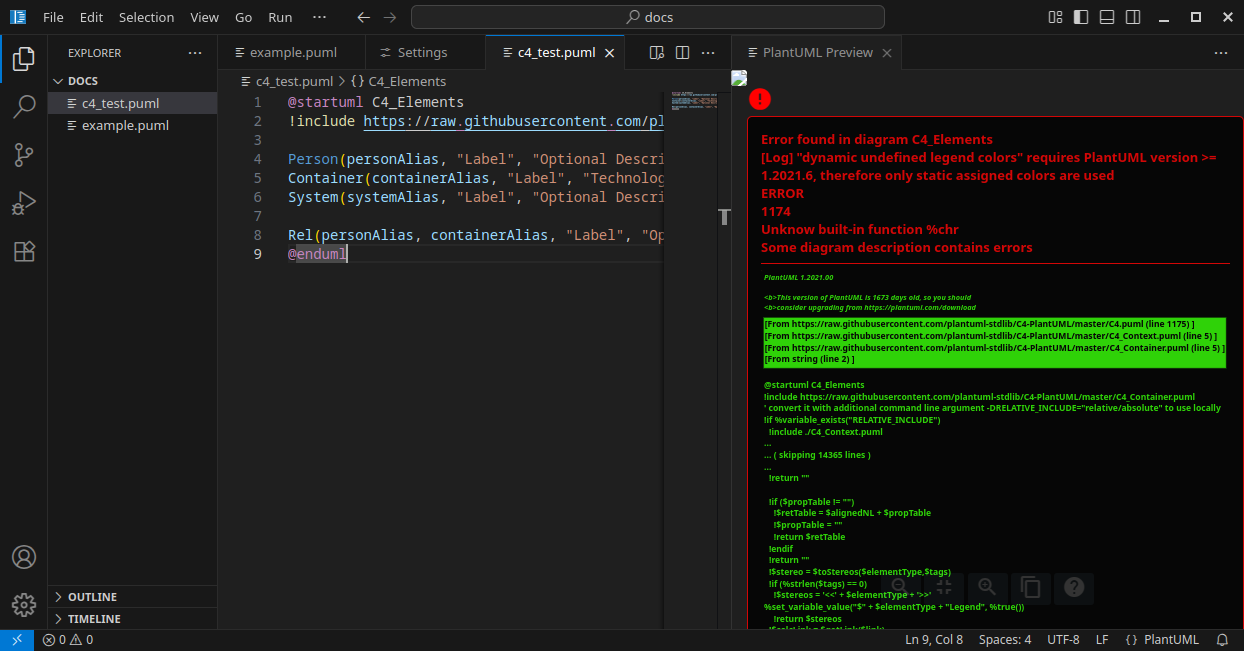 File Edit Selection View Go Run ··· docs
EXPLORER ···
DOCS
c4_test.puml
example.puml
OUTLINE
TIMELINE
example.puml Settings c4_test.puml ···
c4_test.puml > {} C4_Elements
1 @startuml C4_Elements
2 !include https://raw.githubusercontent.com/pl
3
4 Person(personAlias, "Label", "Optional Descri
5 Container(containerAlias, "Label", "Technolog
6 System(systemAlias, "Label", "Optional Descri
7
8 Rel(personAlias, containerAlias, "Label", "Op
9 @enduml
PlantUML Preview ···
!
Error found in diagram C4_Elements
[Log] "dynamic undefined legend colors" requires PlantUML version >=
1.2021.6, therefore only static assigned colors are used
ERROR
1174
Unknow built-in function %chr
Some diagram description contains errors
PlantUML 1.2021.00
<b>This version of PlantUML is 1673 days old, so you should
<b>consider upgrading from https://plantuml.com/download
[From https://raw.githubusercontent.com/plantuml-stdlib/C4-PlantUML/master/C4.puml (line 1175) ]
[From https://raw.githubusercontent.com/plantuml-stdlib/C4-PlantUML/master/C4_Context.puml (line 5) ]
[From https://raw.githubusercontent.com/plantuml-stdlib/C4-PlantUML/master/C4_Container.puml (line 5) ]
[From string (line 2) ]
@startuml C4_Elements
!include https://raw.githubusercontent.com/plantuml-stdlib/C4-PlantUML/master/C4_Container.puml
' convert it with additional command line argument -DRELATIVE_INCLUDE="relative/absolute" to use locally
!if %variable_exists("RELATIVE_INCLUDE")
!include ./C4_Context.puml
...
... ( skipping 14365 lines )
...
!return ""
!if ($propTable != "")
!$retTable = $alignedNL + $propTable
!$propTable = ""
!return $retTable
!endif
!return ""
!$stereo = $toStereos($elementType,$tags)
!if (%strlen($tags) == 0)
!$stereos = '<<' + $elementType + '>>'
%set_variable_value("$" + $elementType + "Legend", %true())
!return $stereos
0 0 Ln 9, Col 8 Spaces: 4 UTF-8 LF {} PlantUML